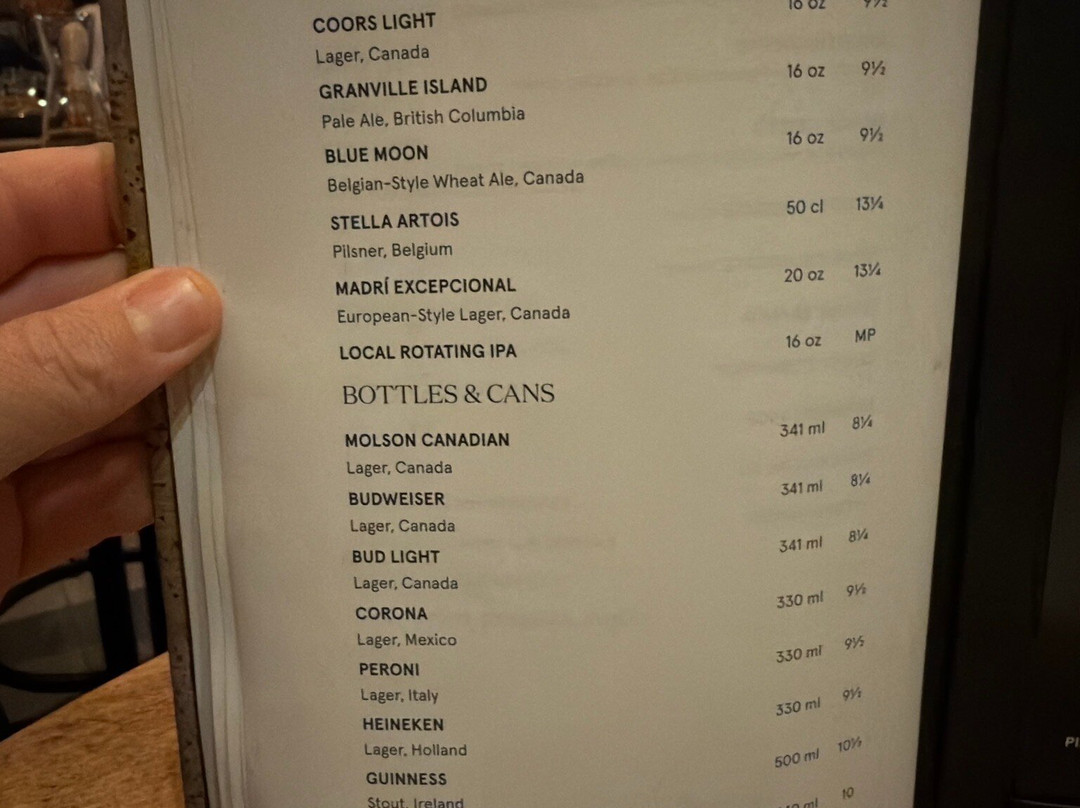 COORS LIGHT 16 oz 9½
Lager, Canada
GRANVILLE ISLAND 16 oz 9½
Pale Ale, British Columbia
BLUE MOON 16 oz 9½
Belgian-Style Wheat Ale, Canada
STELLA ARTOIS 50 cl 13¼
Pilsner, Belgium
MADRÍ EXCEPCIONAL 20 oz 13¼
European-Style Lager, Canada
LOCAL ROTATING IPA 16 oz MP
BOTTLES & CANS
MOLSON CANADIAN 341 ml 8¼
Lager, Canada
BUDWEISER 341 ml 8¼
Lager, Canada
BUD LIGHT 341 ml 8¼
Lager, Canada
CORONA 330 ml 9½
Lager, Mexico
PERONI 330 ml 9½
Lager, Italy
HEINEKEN 330 ml 9½
Lager, Holland
GUINNESS 500 ml 10½
Stout, Ireland
ml 10